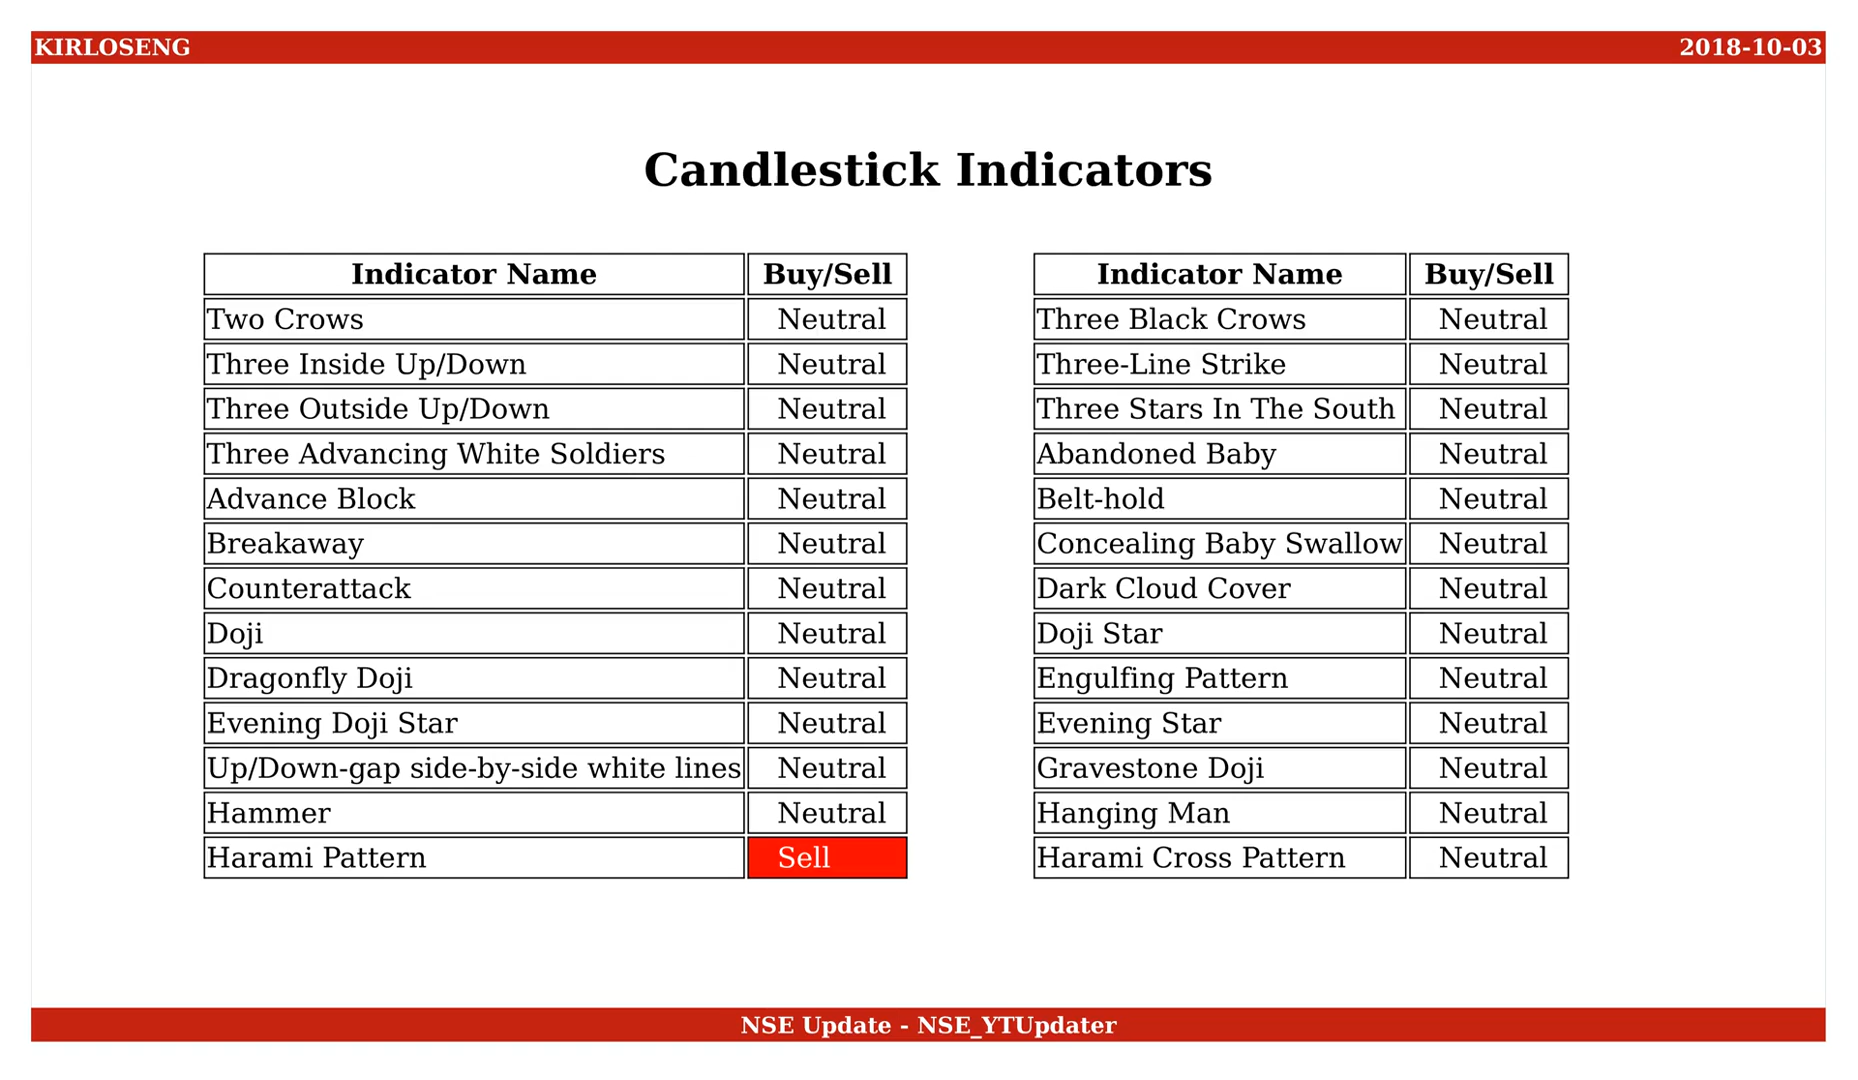 KIRLOSENG 2018-10-03
Candlestick Indicators
Indicator Name Buy/Sell
Two Crows Neutral
Three Inside Up/Down Neutral
Three Outside Up/Down Neutral
Three Advancing White Soldiers Neutral
Advance Block Neutral
Breakaway Neutral
Counterattack Neutral
Doji Neutral
Dragonfly Doji Neutral
Evening Doji Star Neutral
Up/Down-gap side-by-side white lines Neutral
Hammer Neutral
Harami Pattern Sell
Indicator Name Buy/Sell
Three Black Crows Neutral
Three-Line Strike Neutral
Three Stars In The South Neutral
Abandoned Baby Neutral
Belt-hold Neutral
Concealing Baby Swallow Neutral
Dark Cloud Cover Neutral
Doji Star Neutral
Engulfing Pattern Neutral
Evening Star Neutral
Gravestone Doji Neutral
Hanging Man Neutral
Harami Cross Pattern Neutral
NSE Update - NSE_YTUpdater